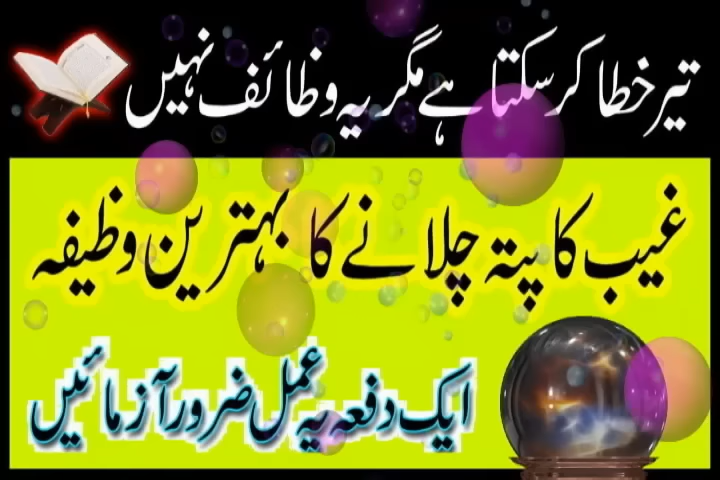 تیر خطا کر سکتا ہے مگر یہ وظائف نہیں
غیب کا پتہ چلانے کا بہترین وظیفہ
ایک دفعہ یہ عمل ضرور آزمائیں